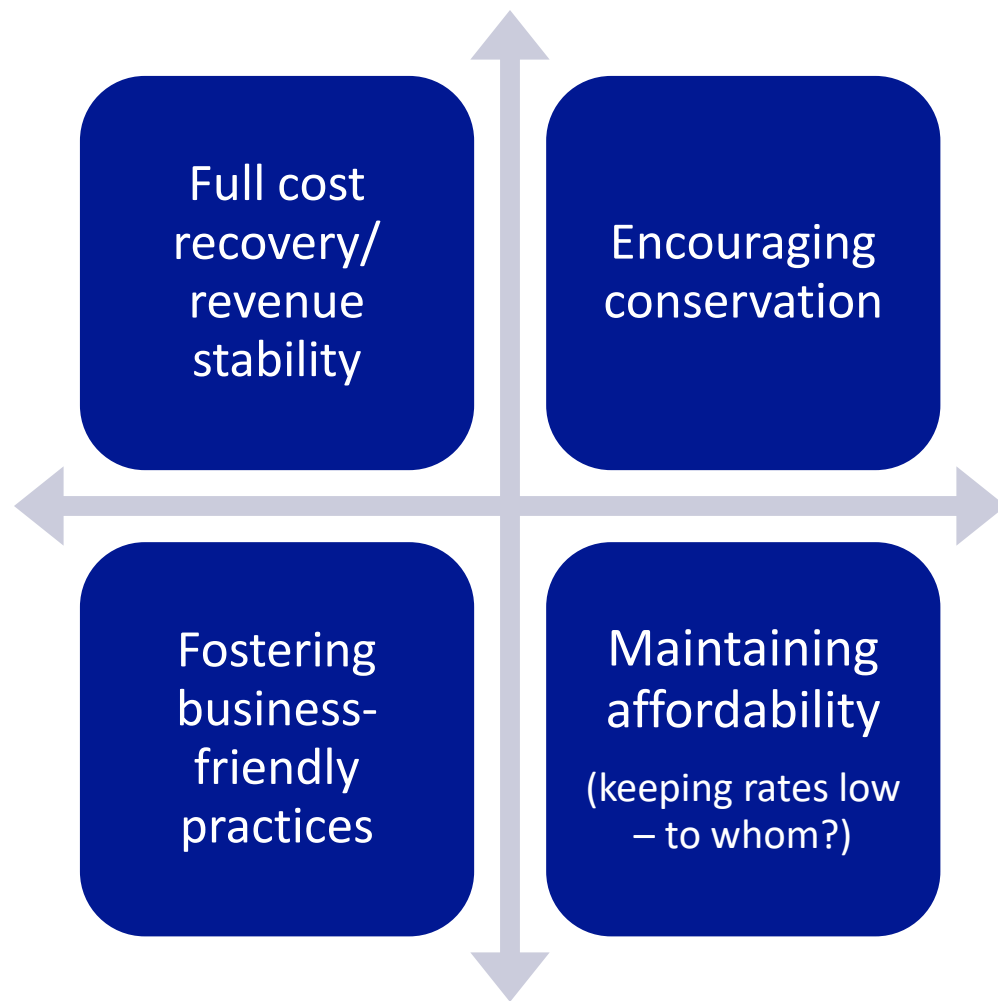 Full cost
recovery/
revenue
stability
Encouraging
conservation
Fostering
business-
friendly
practices
Maintaining
affordability
(keeping rates low
– to whom?)